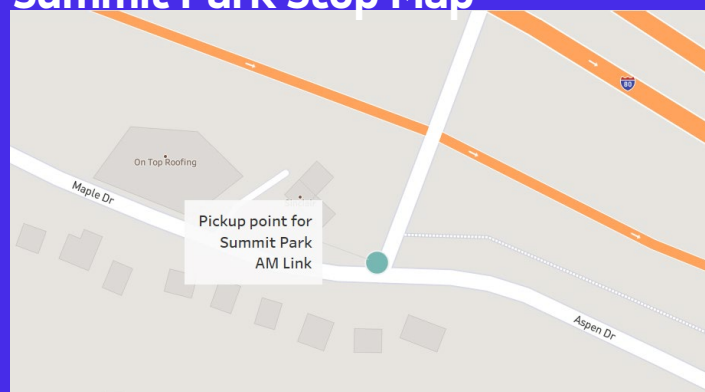 Summit Park Stop Map
80
On Top Roofing
Maple Dr
Pickup point for
Summit Park
AM Link
Aspen Dr